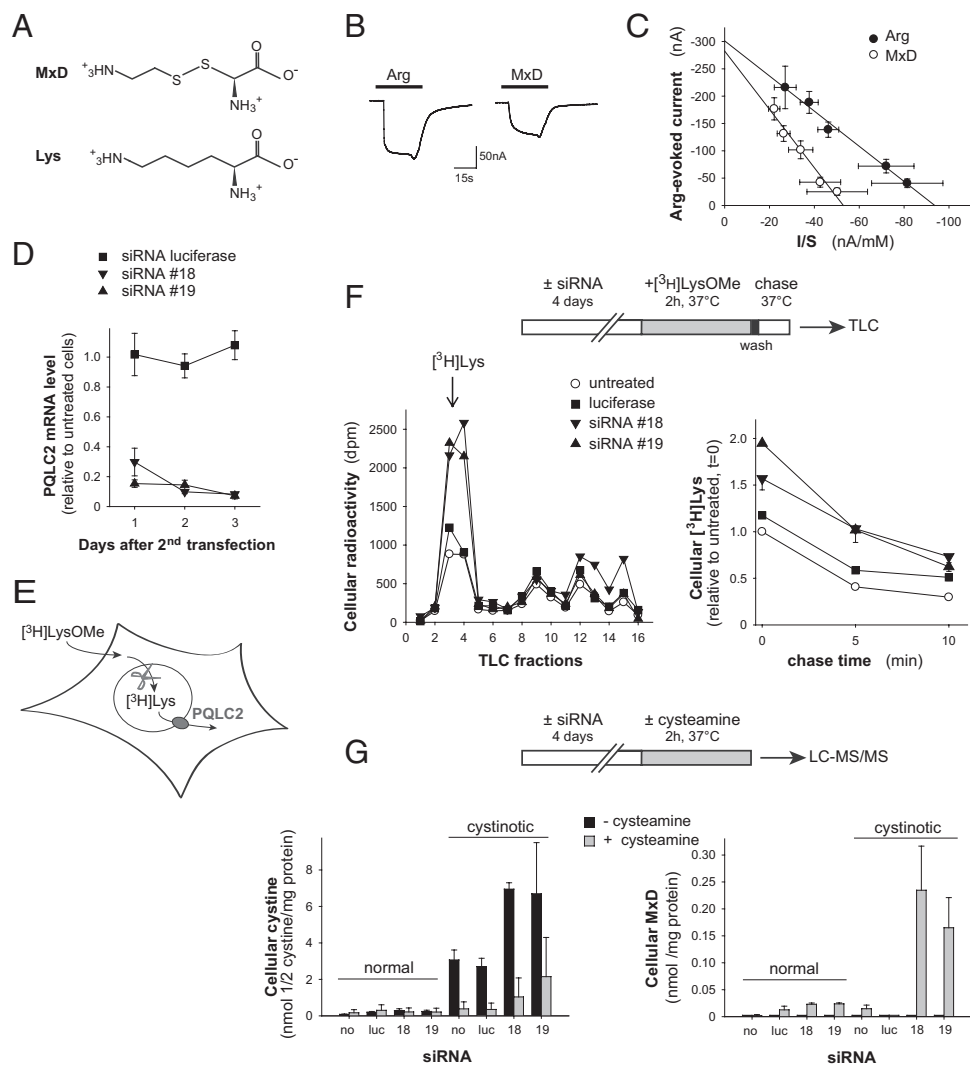 A
MxD
+3HN
S
S
O
O-
NH3+
Lys
+3HN
O
O-
NH3+
B
Arg
MxD
50nA
15s
C
Arg
MxD
Arg-evoked current (nA)
-300
-250
-200
-150
-100
-50
0
0 -20 -40 -60 -80 -100
I/S (nA/mM)
D
siRNA luciferase
siRNA #18
siRNA #19
PQLC2 mRNA level
(relative to untreated cells)
1.0
0.8
0.6
0.4
0.2
0
1 2 3
Days after 2nd transfection
E
[3H]LysOMe
[3H]Lys
PQLC2
F
± siRNA
4 days
+[3H]LysOMe
2h, 37°C
chase
37°C
wash
TLC
[3H]Lys
untreated
luciferase
siRNA #18
siRNA #19
Cellular radioactivity (dpm)
2500
2000
1500
1000
500
0
0 2 4 6 8 10 12 14 16
TLC fractions
Cellular [3H]Lys
(relative to untreated, t=0)
2.0
1.5
1.0
0.5
0
0 5 10
chase time (min)
G
± siRNA
4 days
± cysteamine
2h, 37°C
LC-MS/MS
- cysteamine
+ cysteamine
Cellular cystine
(nmol 1/2 cystine/mg protein)
8
6
4
2
0
normal
cystinotic
no luc 18 19 no luc 18 19
siRNA
Cellular MxD
(nmol /mg protein)
0.30
0.25
0.20
0.15
0.10
0.05
0
normal
cystinotic
no luc 18 19 no luc 18 19
siRNA